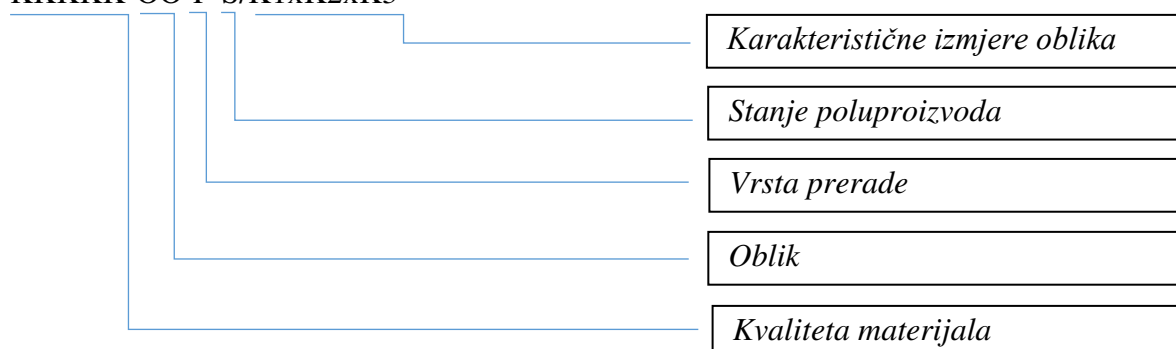 Karakteristične izmjere oblika
Stanje poluproizvoda
Vrsta prerade
Oblik
Kvaliteta materijala